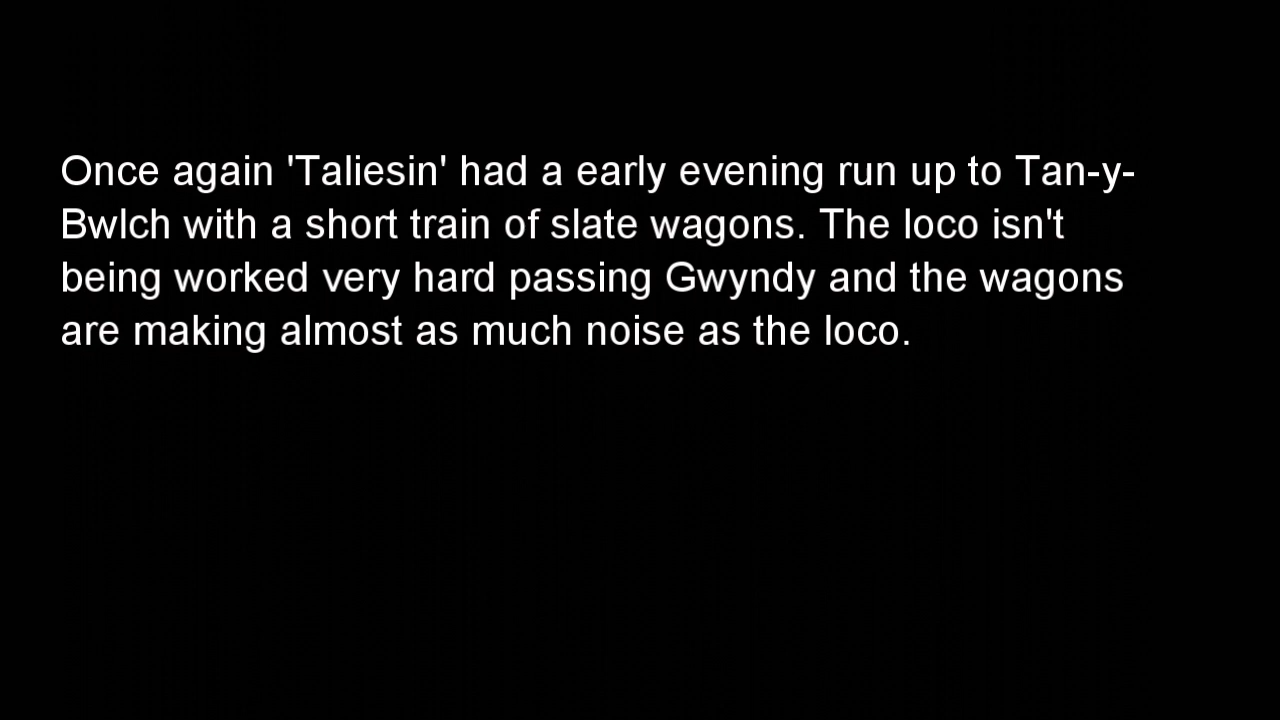 Once again 'Taliesin' had a early evening run up to Tan-y-
Bwlch with a short train of slate wagons. The loco isn't
being worked very hard passing Gwyndy and the wagons
are making almost as much noise as the loco.